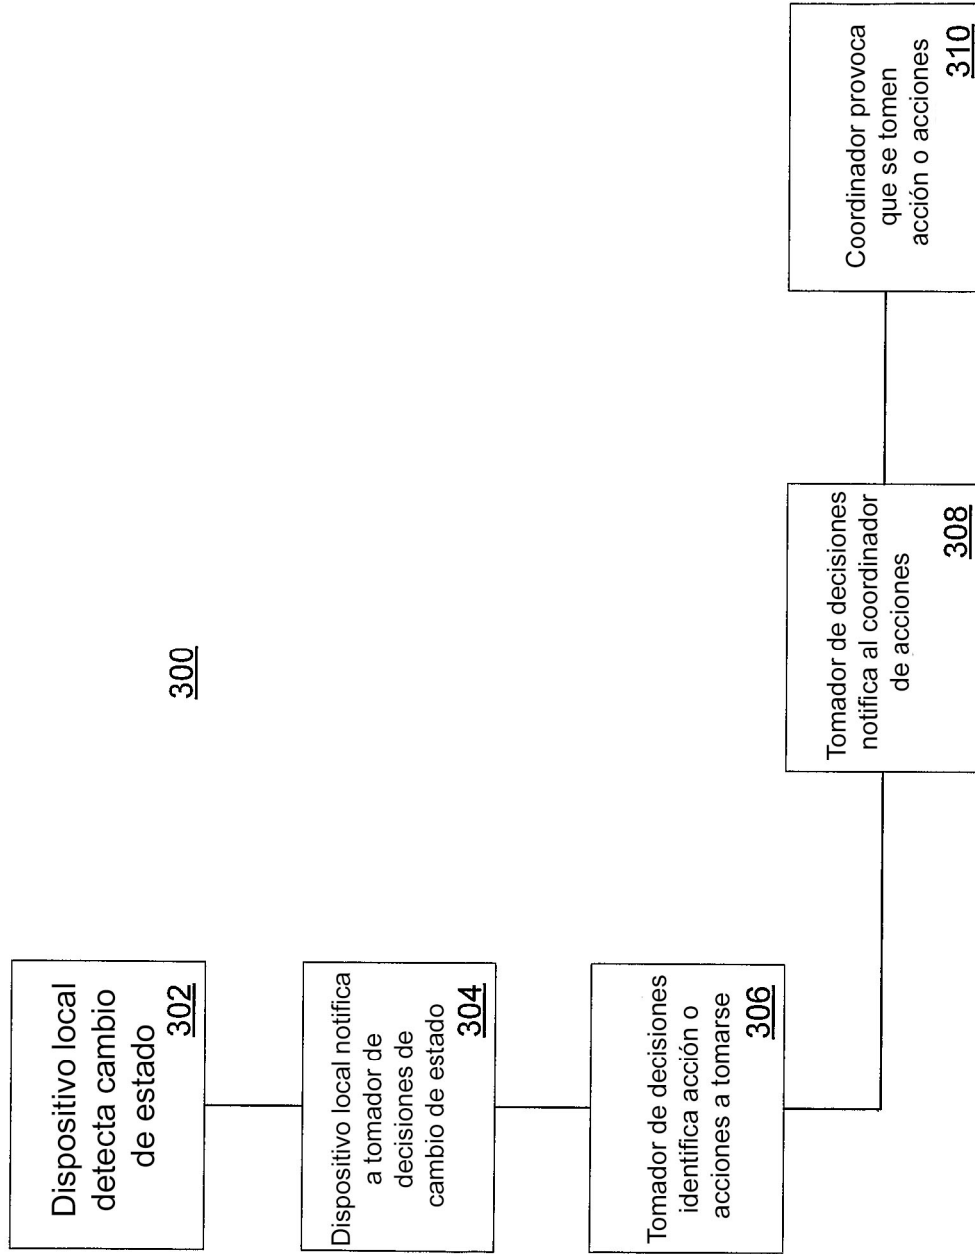 300
Dispositivo local
detecta cambio
de estado
302
Dispositivo local notifica
a tomador de
decisiones de
cambio de estado
304
Tomador de decisiones
identifica acción o
acciones a tomarse
306
Tomador de decisiones
notifica al coordinador
de acciones
308
Coordinador provoca
que se tomen
acción o acciones
310